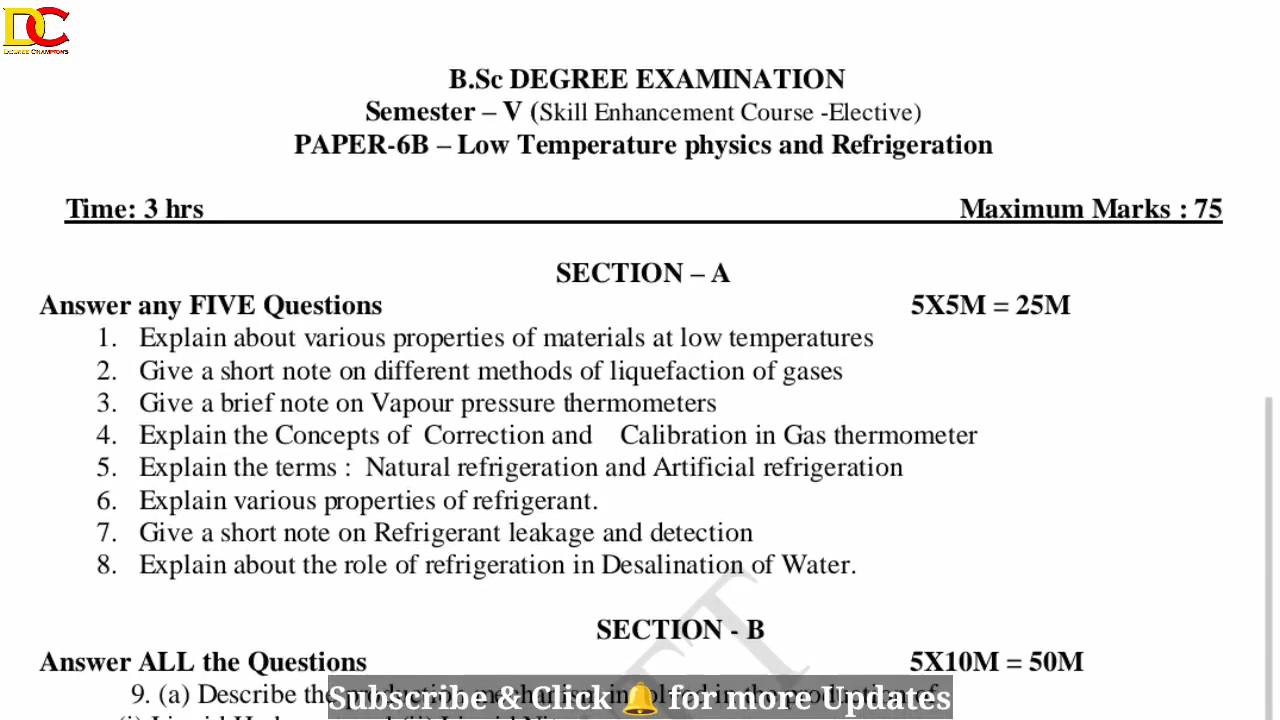 DC
DEGREE CHAMPIONS
B.Sc DEGREE EXAMINATION
Semester – V (Skill Enhancement Course -Elective)
PAPER-6B – Low Temperature physics and Refrigeration
Time: 3 hrs Maximum Marks : 75
SECTION – A
Answer any FIVE Questions 5X5M = 25M
1. Explain about various properties of materials at low temperatures
2. Give a short note on different methods of liquefaction of gases
3. Give a brief note on Vapour pressure thermometers
4. Explain the Concepts of Correction and Calibration in Gas thermometer
5. Explain the terms : Natural refrigeration and Artificial refrigeration
6. Explain various properties of refrigerant.
7. Give a short note on Refrigerant leakage and detection
8. Explain about the role of refrigeration in Desalination of Water.
SECTION - B
Answer ALL the Questions 5X10M = 50M
9. (a) Describe the
Subscribe & Click 🔔 for more Updates